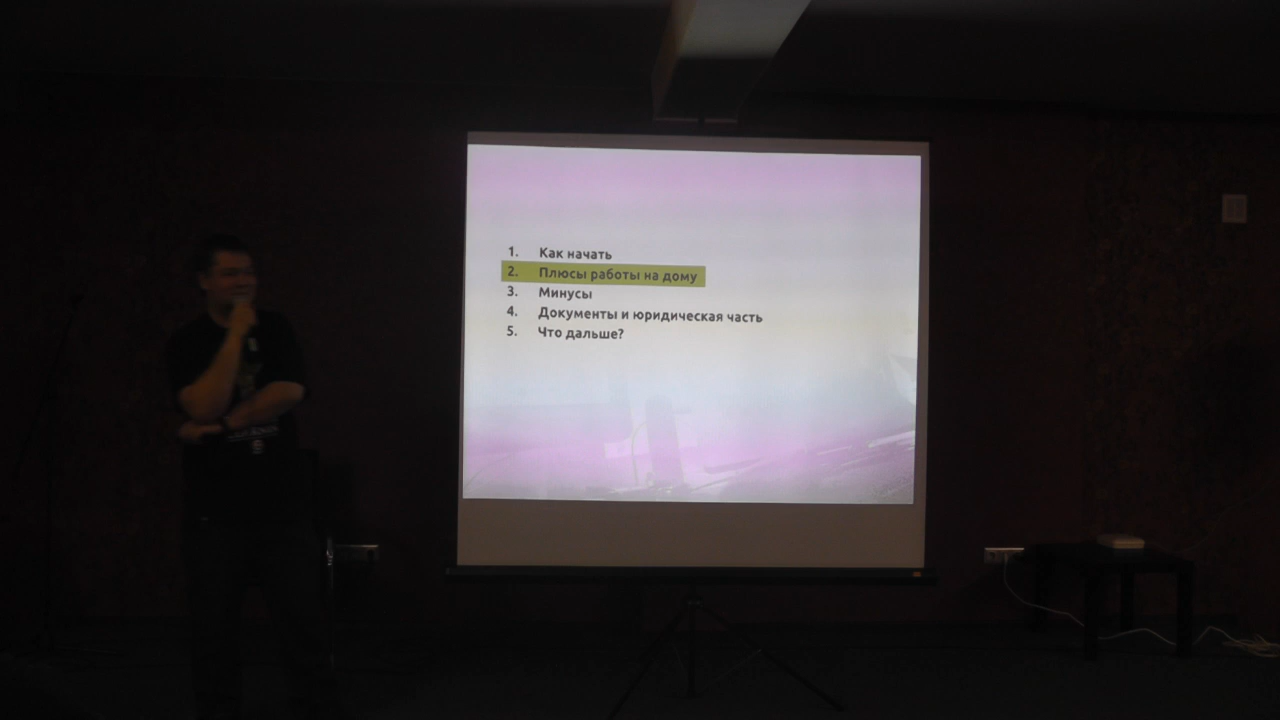 1. Как начать
2. Плюсы работы на дому
3. Минусы
4. Документы и юридическая часть
5. Что дальше?